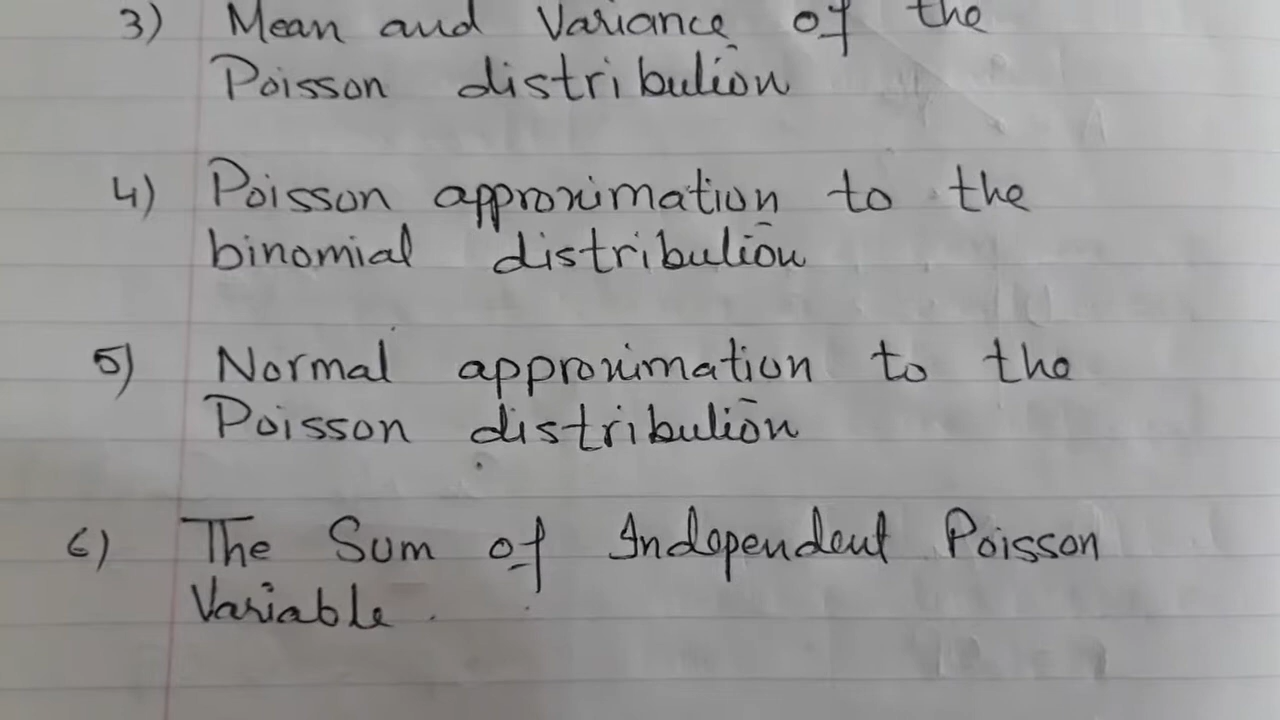 3) Mean and Variance of the
Poisson distribution
4) Poisson approximation to the
binomial distribution
5) Normal approximation to the
Poisson distribution
6) The Sum of Independent Poisson
Variable.